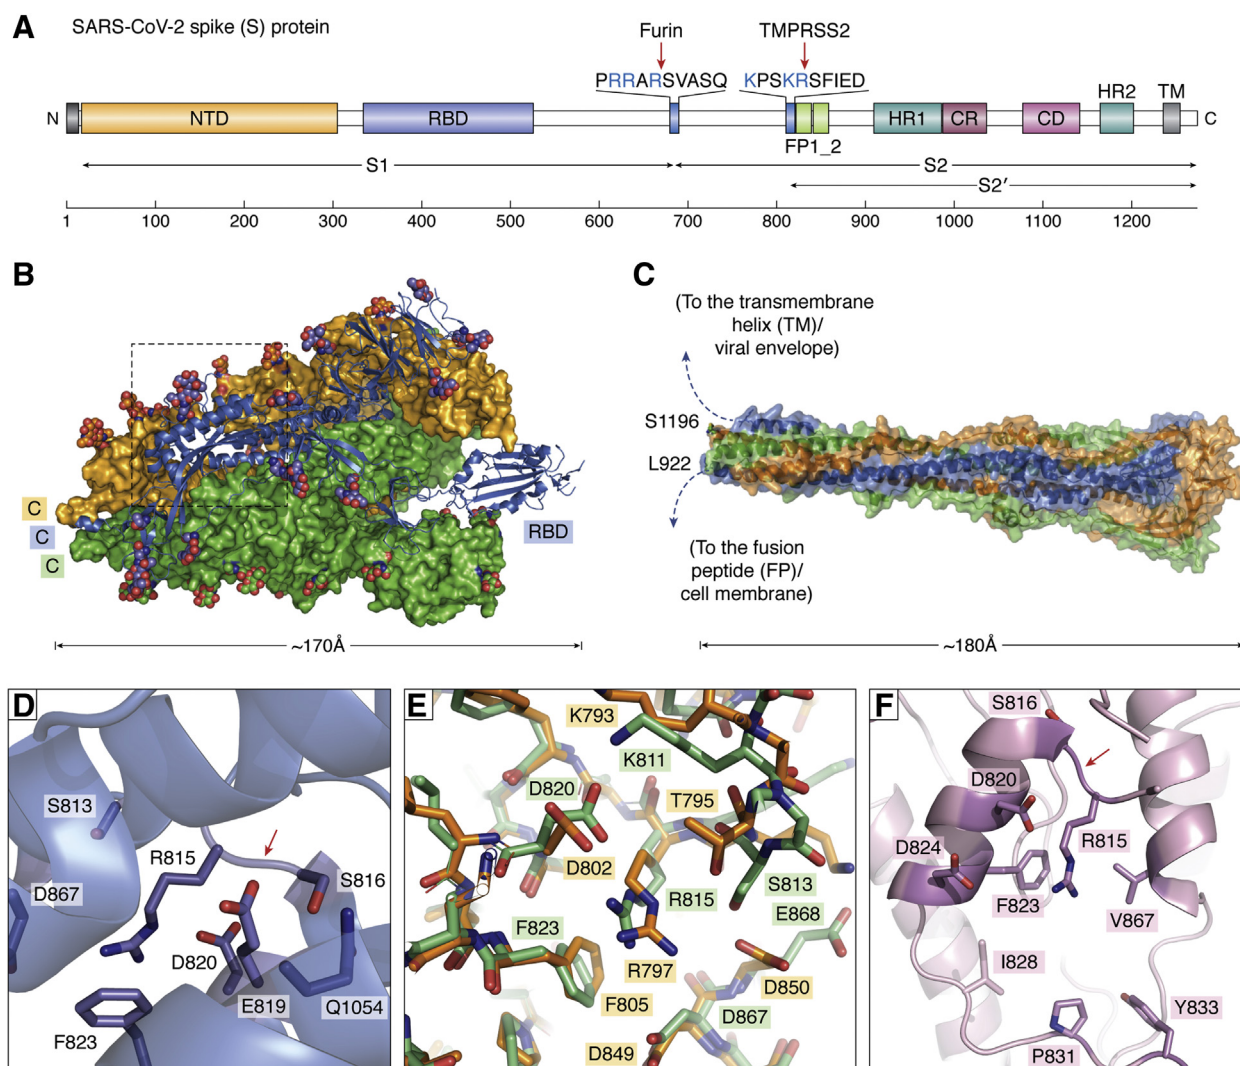 A
SARS-CoV-2 spike (S) protein
Furin
TMPRSS2
PRRARSVASQ
KPSKRSFIED
N
NTD
RBD
FP1_2
HR1
CR
CD
HR2
TM
C
S1
S2
S2′
1 100 200 300 400 500 600 700 800 900 1000 1100 1200
B
C
C
C
RBD
~170Å
C
(To the transmembrane
helix (TM)/
viral envelope)
S1196
L922
(To the fusion
peptide (FP)/
cell membrane)
~180Å
D
S813
R815
S816
D867
D820
E819
Q1054
F823
E
K793
K811
D820
T795
D802
R815
S813
E868
F823
R797
D850
F805
D867
D849
F
S816
D820
R815
D824
F823
V867
I828
Y833
P831